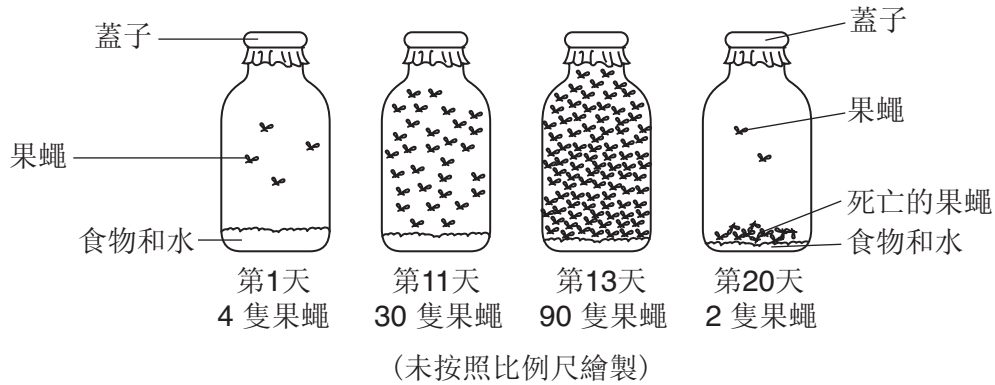 蓋子
蓋子
果蠅
果蠅
死亡的果蠅
食物和水
食物和水
第1天
4 隻果蠅
第11天
30 隻果蠅
第13天
90 隻果蠅
第20天
2 隻果蠅
(未按照比例尺繪製)